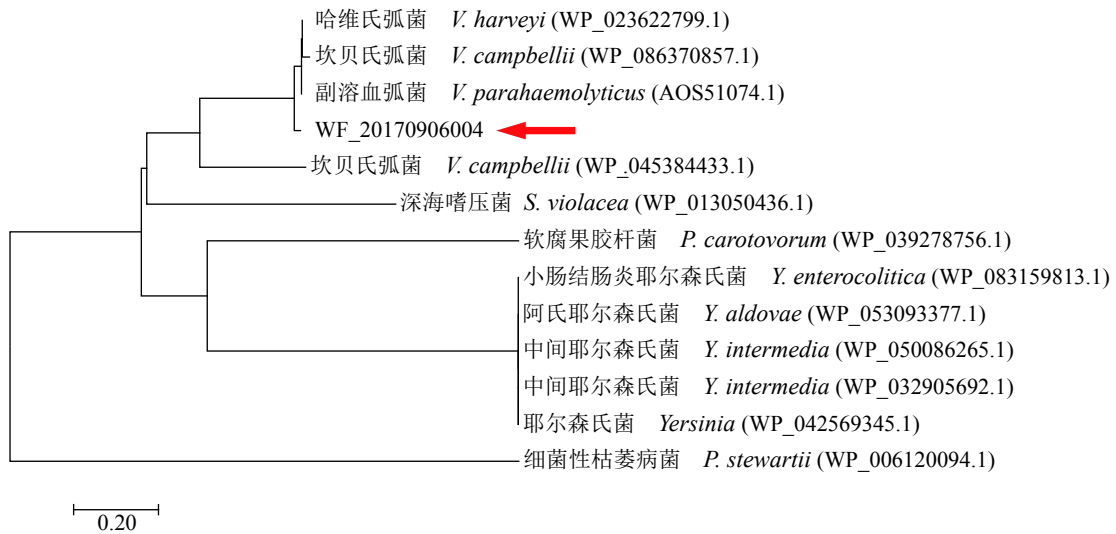 哈维氏弧菌 V. harveyi (WP_023622799.1)
坎贝氏弧菌 V. campbellii (WP_086370857.1)
副溶血弧菌 V. parahaemolyticus (AOS51074.1)
WF_20170906004
坎贝氏弧菌 V. campbellii (WP_045384433.1)
深海嗜压菌 S. violacea (WP_013050436.1)
软腐果胶杆菌 P. carotovorum (WP_039278756.1)
小肠结肠炎耶尔森氏菌 Y. enterocolitica (WP_083159813.1)
阿氏耶尔森氏菌 Y. aldovae (WP_053093377.1)
中间耶尔森氏菌 Y. intermedia (WP_050086265.1)
中间耶尔森氏菌 Y. intermedia (WP_032905692.1)
耶尔森氏菌 Yersinia (WP_042569345.1)
细菌性枯萎病菌 P. stewartii (WP_006120094.1)
0.20